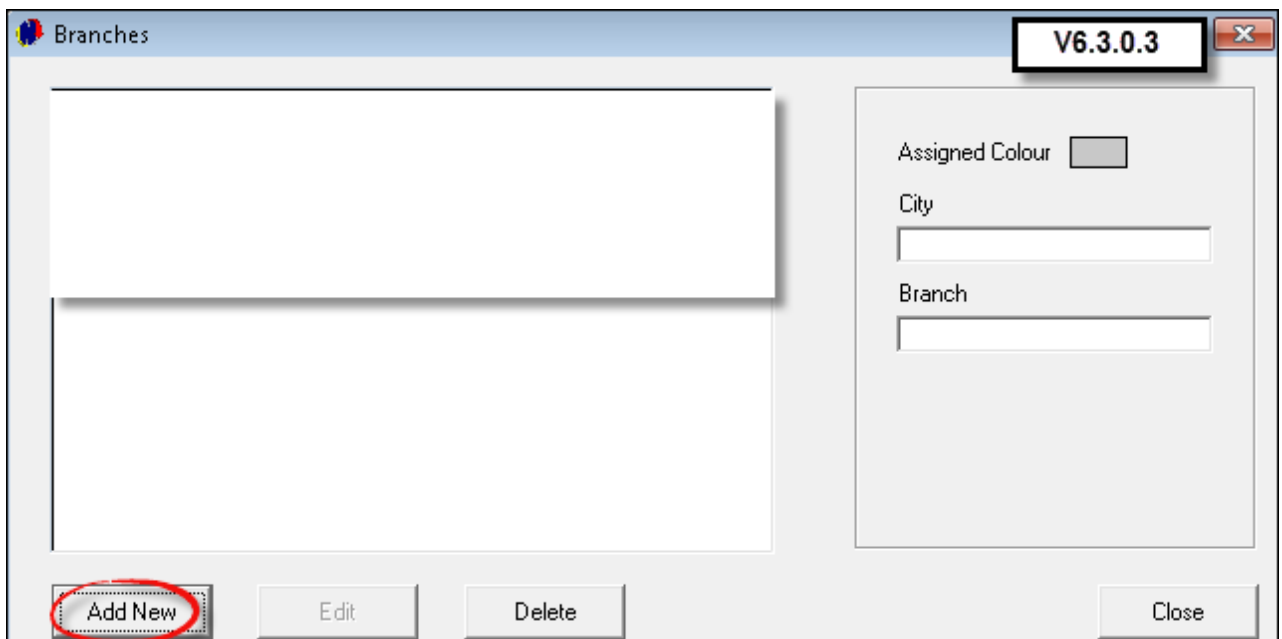 Branches
V6.3.0.3
Assigned Colour
City
Branch
Add New
Edit
Delete
Close